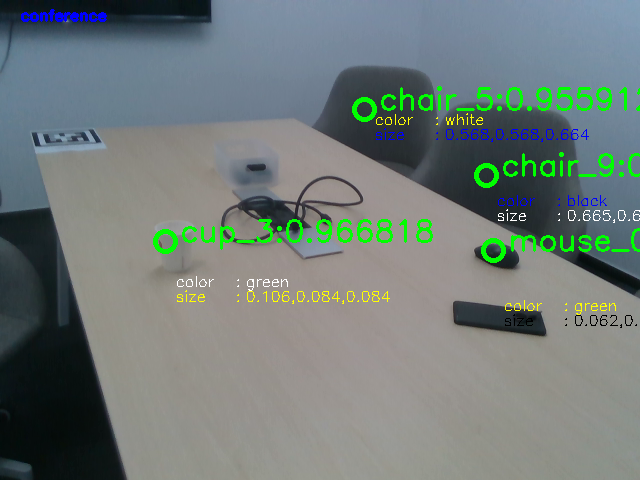 conference
chair_5:0.95591
color : white
size : 0.568,0.568,0.664
chair_9:0
color : black
size : 0.665,0.6
cup_3:0.966818
mouse_0
color : green
size : 0.106,0.084,0.084
color : green
size : 0.062,0.